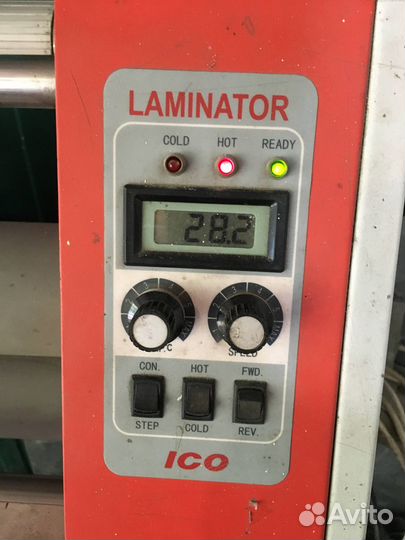 LAMINATOR
COLD HOT READY
28.2
SPEED
CON. HOT FWD.
STEP COLD REV.
ICO
Avito